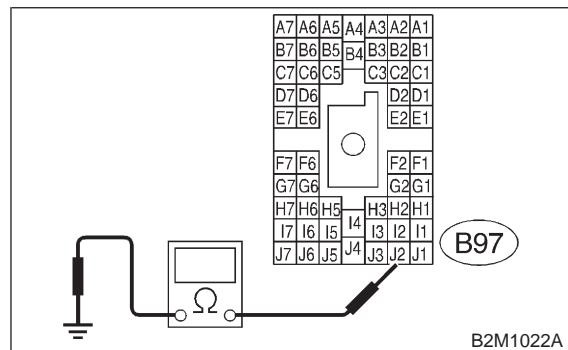 A7 A6 A5 A4 A3 A2 A1
B7 B6 B5 B4 B3 B2 B1
C7 C6 C5 C3 C2 C1
D7 D6 D2 D1
E7 E6 E2 E1
F7 F6 F2 F1
G7 G6 G2 G1
H7 H6 H5 H3 H2 H1
I7 I6 I5 I4 I3 I2 I1
J7 J6 J5 J4 J3 J2 J1
B97
Ω
B2M1022A